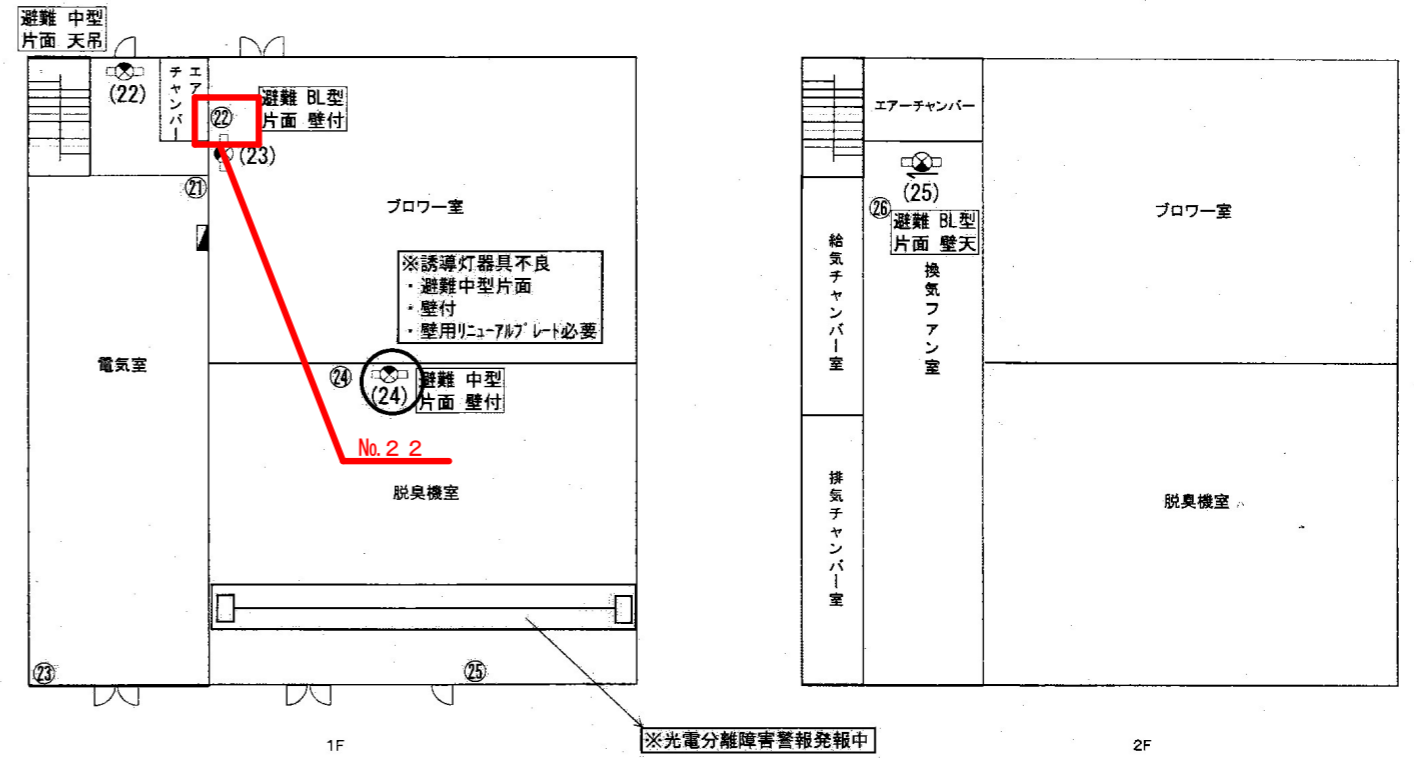 避難 中型
片面 天吊
(22)
エアーチャンバー
㉒
避難 BL型
片面 壁付
(23)
㉑
ブロワー室
※誘導灯器具不良
・避難中型片面
・壁付
・壁用リニューアルプレート必要
電気室
㉔
(24)
避難 中型
片面 壁付
№.２２
脱臭機室
㉓
㉕
※光電分離障害警報発報中
1F
エアーチャンバー
(25)
㉖
避難 BL型
片面 壁天
給気チャンバー室
換気ファン室
ブロワー室
排気チャンバー室
脱臭機室
2F